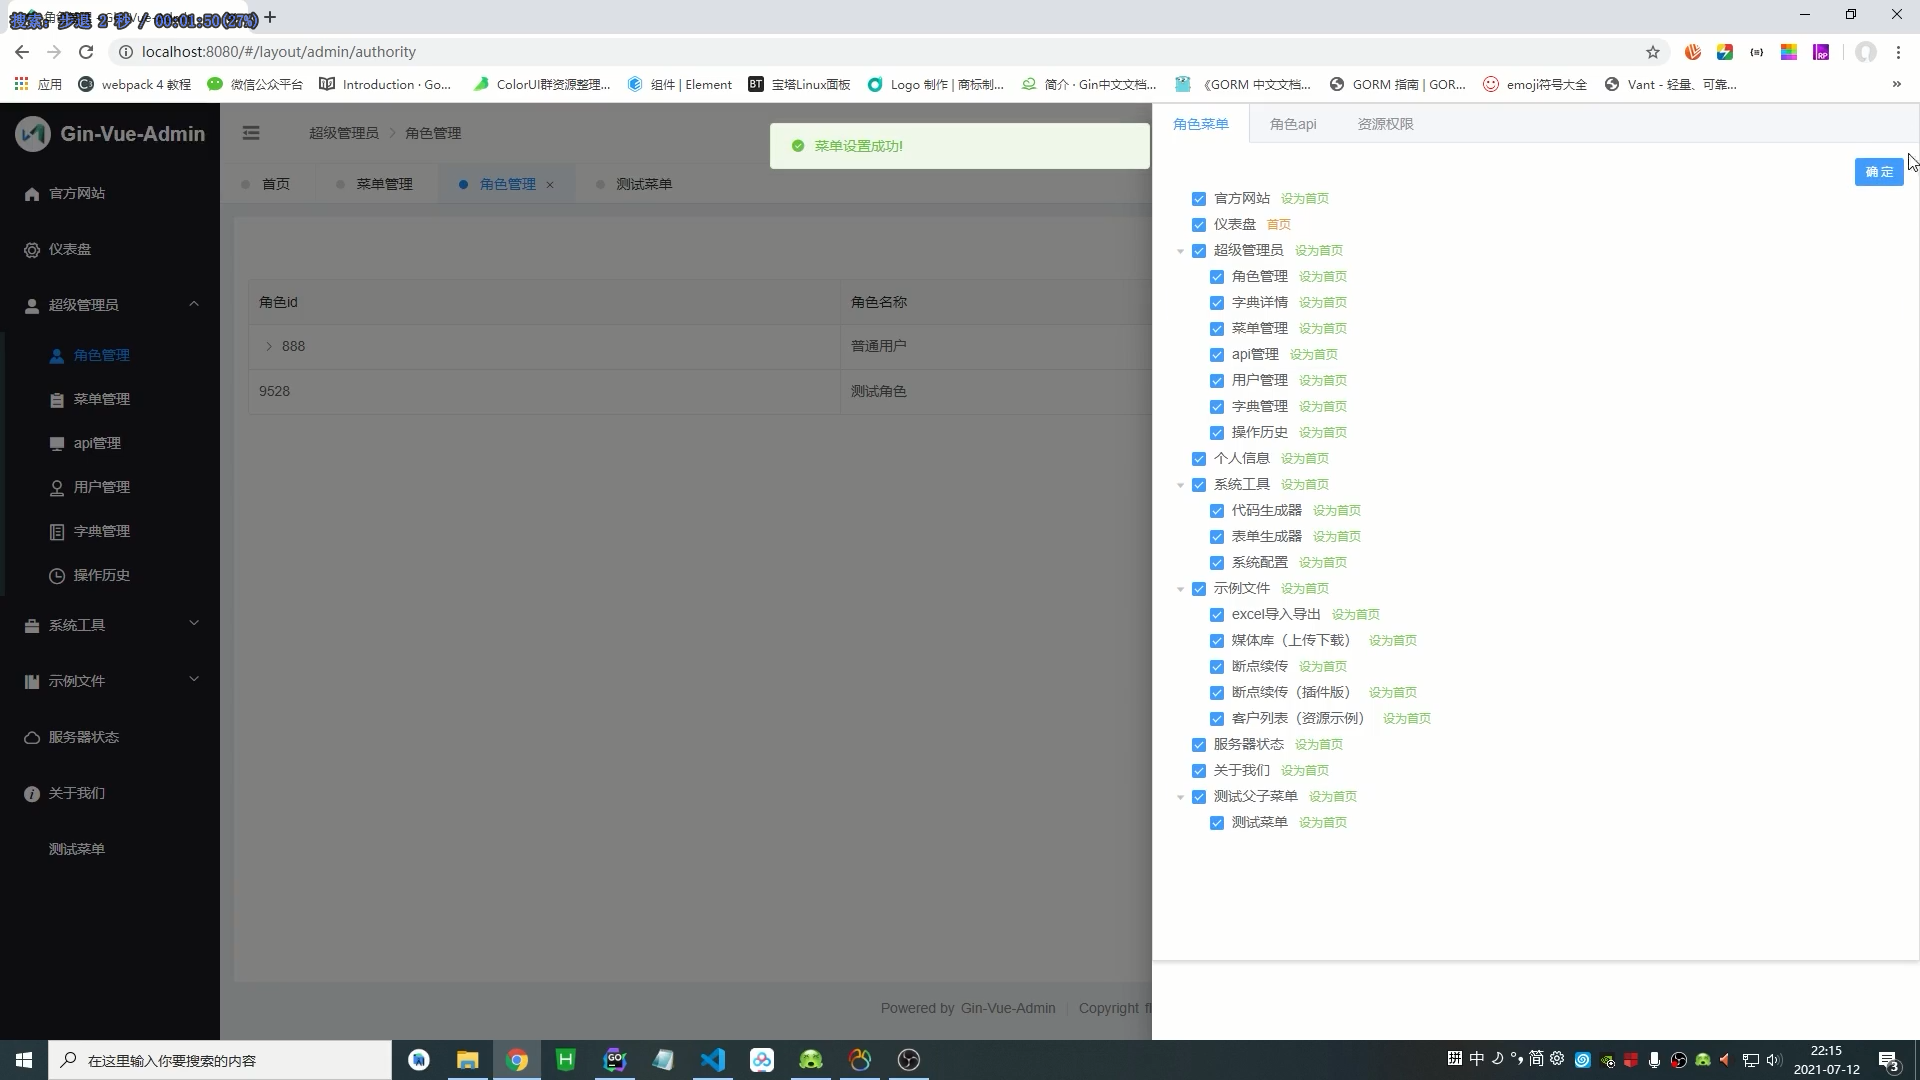 搜索: 步退 2 秒 / 00:01:50(27%)
localhost:8080/#/layout/admin/authority
应用 webpack 4 教程 微信公众平台 Introduction · Go... ColorUI群资源整理... 组件 | Element 宝塔Linux面板 Logo 制作 | 商标制... 简介 · Gin中文文档... 《GORM 中文文档... GORM 指南 | GOR... emoji符号大全 Vant - 轻量、可靠... »
Gin-Vue-Admin
官方网站
仪表盘
超级管理员
角色管理
菜单管理
api管理
用户管理
字典管理
操作历史
系统工具
示例文件
服务器状态
关于我们
测试菜单
超级管理员 > 角色管理
菜单设置成功!
首页 菜单管理 角色管理 × 测试菜单
角色id 角色名称
888 普通用户
9528 测试角色
Powered by Gin-Vue-Admin | Copyright fl
角色菜单 角色api 资源权限
确 定
官方网站 设为首页
仪表盘 首页
超级管理员 设为首页
角色管理 设为首页
字典详情 设为首页
菜单管理 设为首页
api管理 设为首页
用户管理 设为首页
字典管理 设为首页
操作历史 设为首页
个人信息 设为首页
系统工具 设为首页
代码生成器 设为首页
表单生成器 设为首页
系统配置 设为首页
示例文件 设为首页
excel导入导出 设为首页
媒体库（上传下载） 设为首页
断点续传 设为首页
断点续传（插件版） 设为首页
客户列表（资源示例） 设为首页
服务器状态 设为首页
关于我们 设为首页
测试父子菜单 设为首页
测试菜单 设为首页
在这里输入你要搜索的内容
中 简
22:15
2021-07-12
3